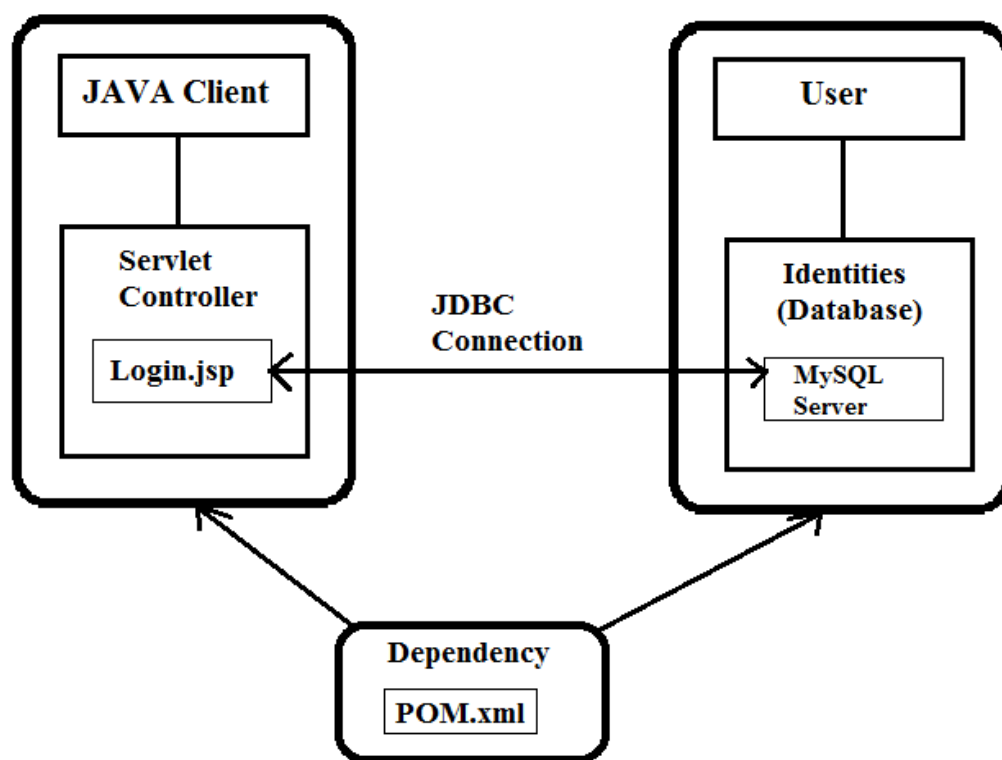 JAVA Client
Servlet
Controller
Login.jsp
JDBC
Connection
User
Identities
(Database)
MySQL
Server
Dependency
POM.xml